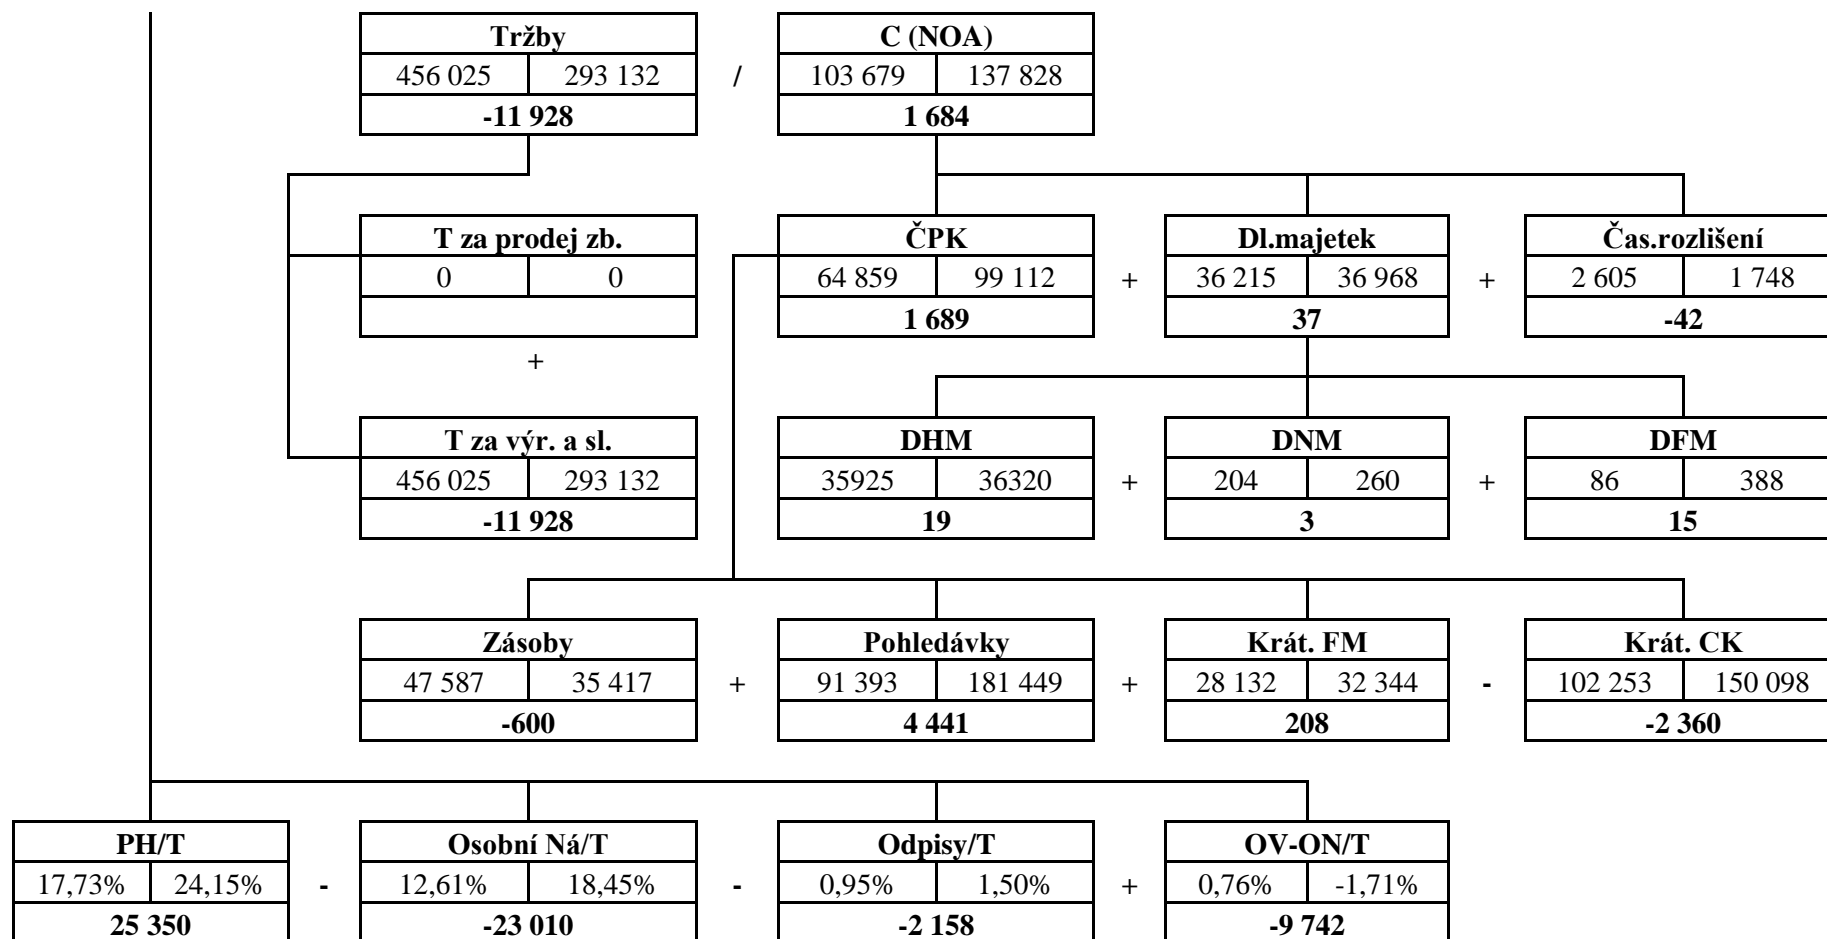 Tržby C (NOA)
456 025 293 132 / 103 679 137 828
-11 928 1 684
T za prodej zb. ČPK Dl.majetek Čas.rozlišení
0 0 64 859 99 112 + 36 215 36 968 + 2 605 1 748
1 689 37 -42
+
T za výr. a sl. DHM DNM DFM
456 025 293 132 35925 36320 + 204 260 + 86 388
-11 928 19 3 15
Zásoby Pohledávky Krát. FM Krát. CK
47 587 35 417 + 91 393 181 449 + 28 132 32 344 - 102 253 150 098
-600 4 441 208 -2 360
PH/T Osobní Ná/T Odpisy/T OV-ON/T
17,73% 24,15% - 12,61% 18,45% - 0,95% 1,50% + 0,76% -1,71%
25 350 -23 010 -2 158 -9 742